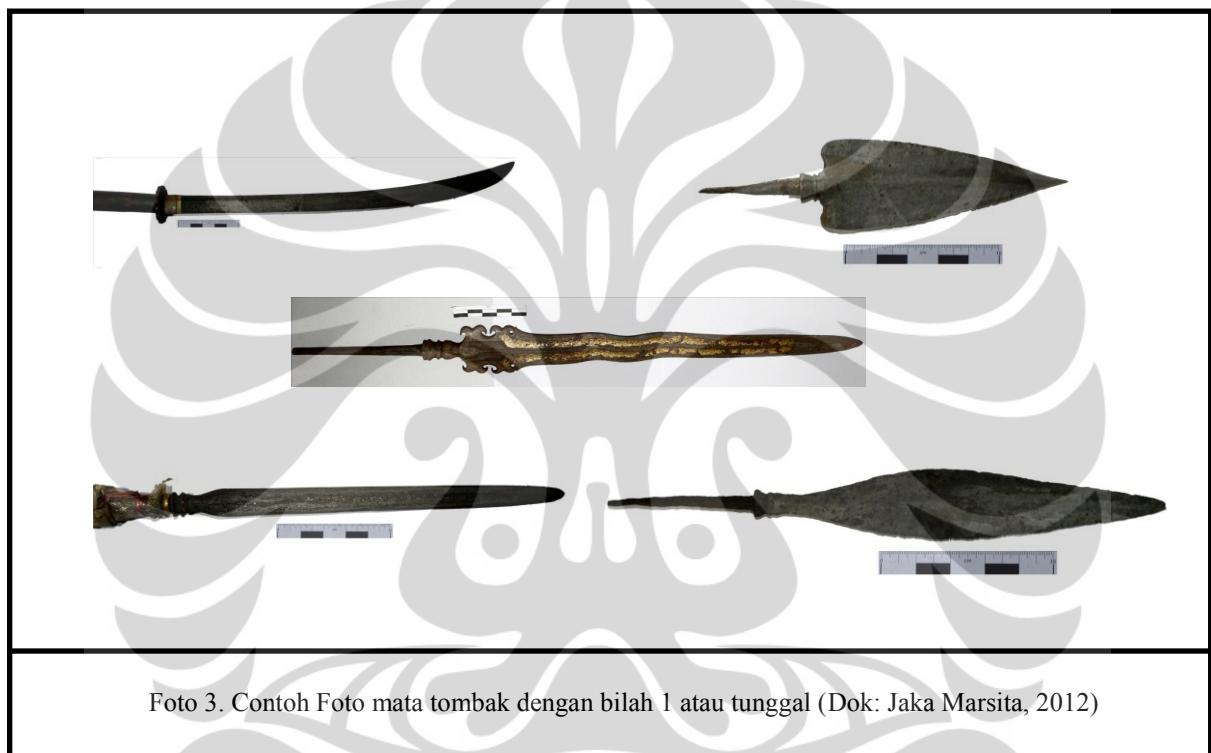 Foto 3. Contoh Foto mata tombak dengan bilah 1 atau tunggal (Dok: Jaka Marsita, 2012)